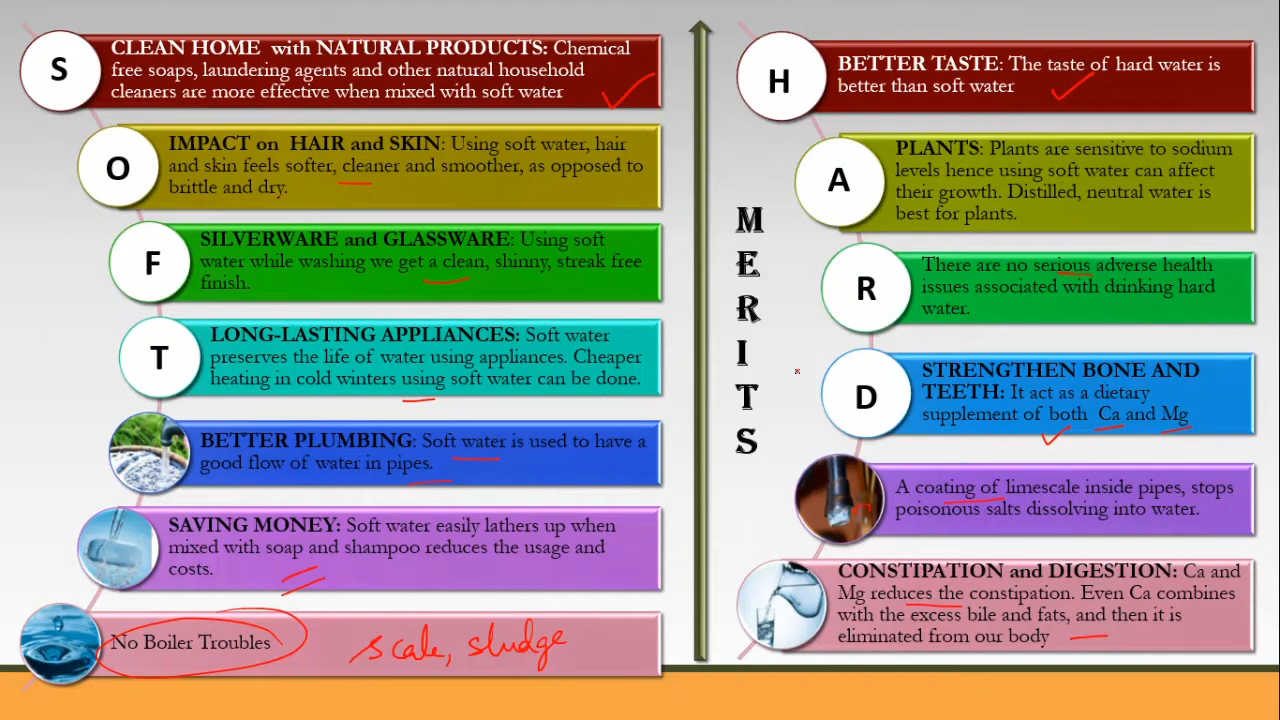 S
CLEAN HOME with NATURAL PRODUCTS: Chemical
free soaps, laundering agents and other natural household
cleaners are more effective when mixed with soft water
O
IMPACT on HAIR and SKIN: Using soft water, hair
and skin feels softer, cleaner and smoother, as opposed to
brittle and dry.
F
SILVERWARE and GLASSWARE: Using soft
water while washing we get a clean, shinny, streak free
finish.
T
LONG-LASTING APPLIANCES: Soft water
preserves the life of water using appliances. Cheaper
heating in cold winters using soft water can be done.
BETTER PLUMBING: Soft water is used to have a
good flow of water in pipes.
SAVING MONEY: Soft water easily lathers up when
mixed with soap and shampoo reduces the usage and
costs.
No Boiler Troubles
scale, sludge
M
E
R
I
T
S
H
BETTER TASTE: The taste of hard water is
better than soft water
A
PLANTS: Plants are sensitive to sodium
levels hence using soft water can affect
their growth. Distilled, neutral water is
best for plants.
R
There are no serious adverse health
issues associated with drinking hard
water.
D
STRENGTHEN BONE AND
TEETH: It act as a dietary
supplement of both Ca and Mg
A coating of limescale inside pipes, stops
poisonous salts dissolving into water.
CONSTIPATION and DIGESTION: Ca and
Mg reduces the constipation. Even Ca combines
with the excess bile and fats, and then it is
eliminated from our body